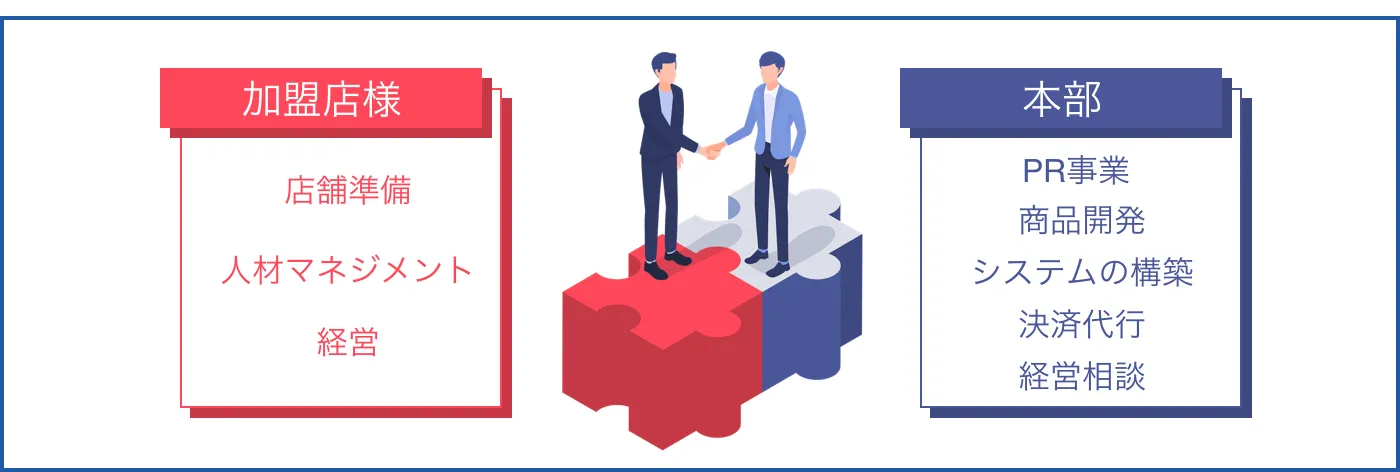 加盟店様
店舗準備
人材マネジメント
経営
本部
PR事業
商品開発
システムの構築
決済代行
経営相談